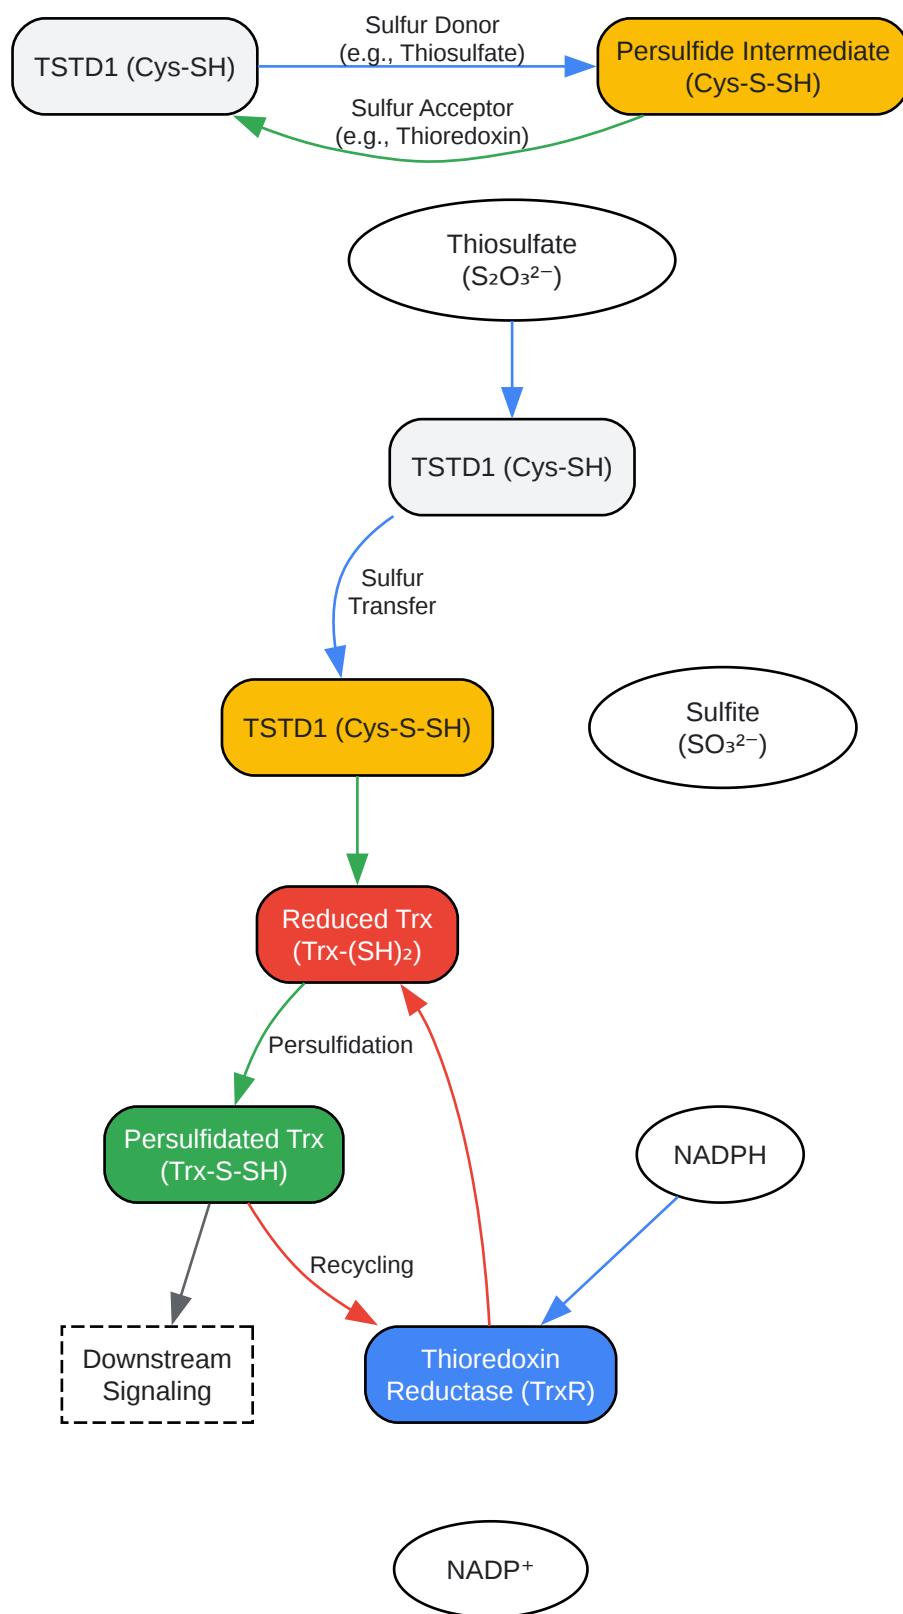 Sulfur Donor
(e.g., Thiosulfate)
TSTD1 (Cys-SH)
Persulfide Intermediate
(Cys-S-SH)
Sulfur Acceptor
(e.g., Thioredoxin)
Thiosulfate
(S₂O₃²⁻)
TSTD1 (Cys-SH)
Sulfur
Transfer
TSTD1 (Cys-S-SH)
Sulfite
(SO₃²⁻)
Reduced Trx
(Trx-(SH)₂)
Persulfidation
Persulfidated Trx
(Trx-S-SH)
NADPH
Recycling
Downstream
Signaling
Thioredoxin
Reductase (TrxR)
NADP⁺